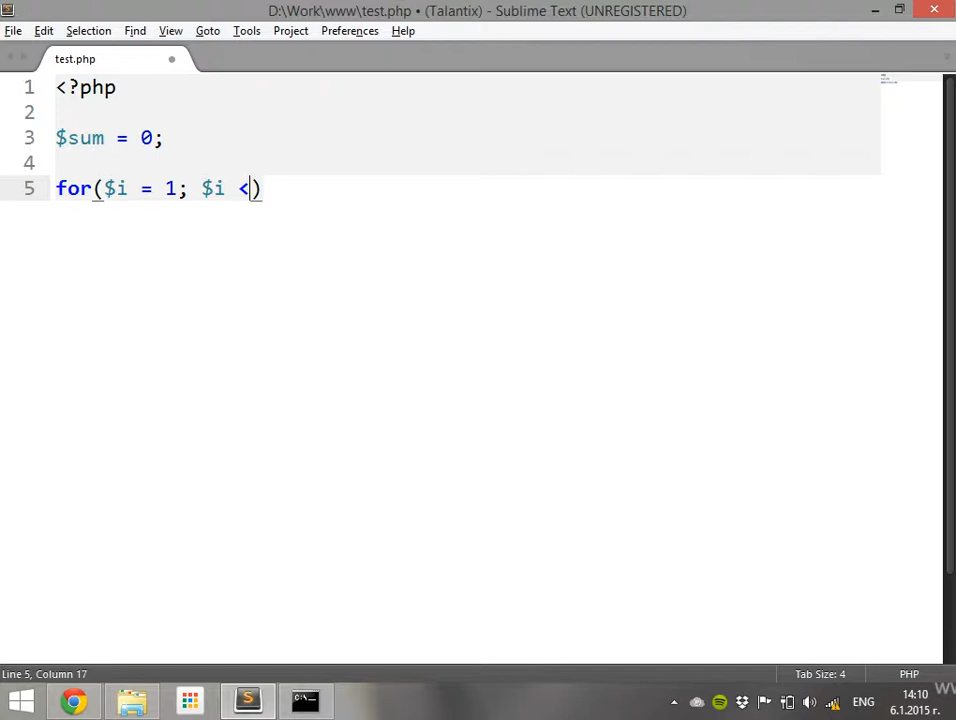 D:\Work\www\test.php • (Talantix) - Sublime Text (UNREGISTERED)
File Edit Selection Find View Goto Tools Project Preferences Help
test.php
1 <?php
2
3 $sum = 0;
4
5 for($i = 1; $i <)
Line 5, Column 17 Tab Size: 4 PHP
ЕНГ 14:10
6.1.2015 г.